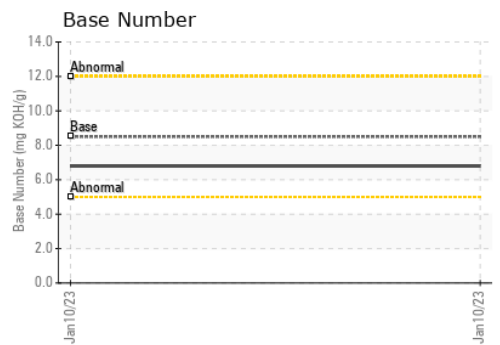 Base Number
Base Number (mg KOH/g)
14.0
12.0
10.0
8.0
6.0
4.0
2.0
0.0
Abnormal
Base
Abnormal
Jan10/23
Jan10/23